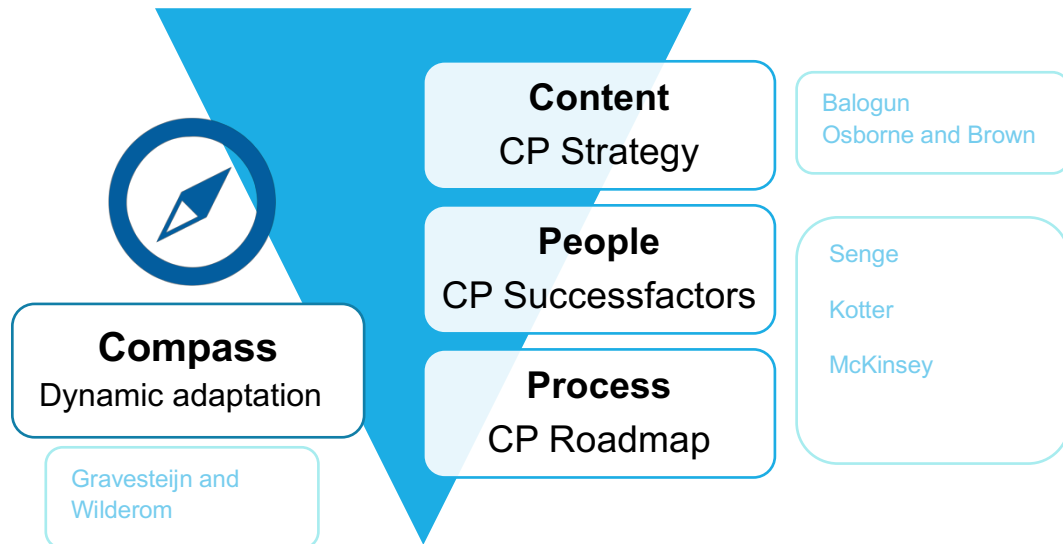 Content
CP Strategy
Balogun
Osborne and Brown
People
CP Successfactors
Senge
Kotter
McKinsey
Compass
Dynamic adaptation
Process
CP Roadmap
Gravesteijn and
Wilderom